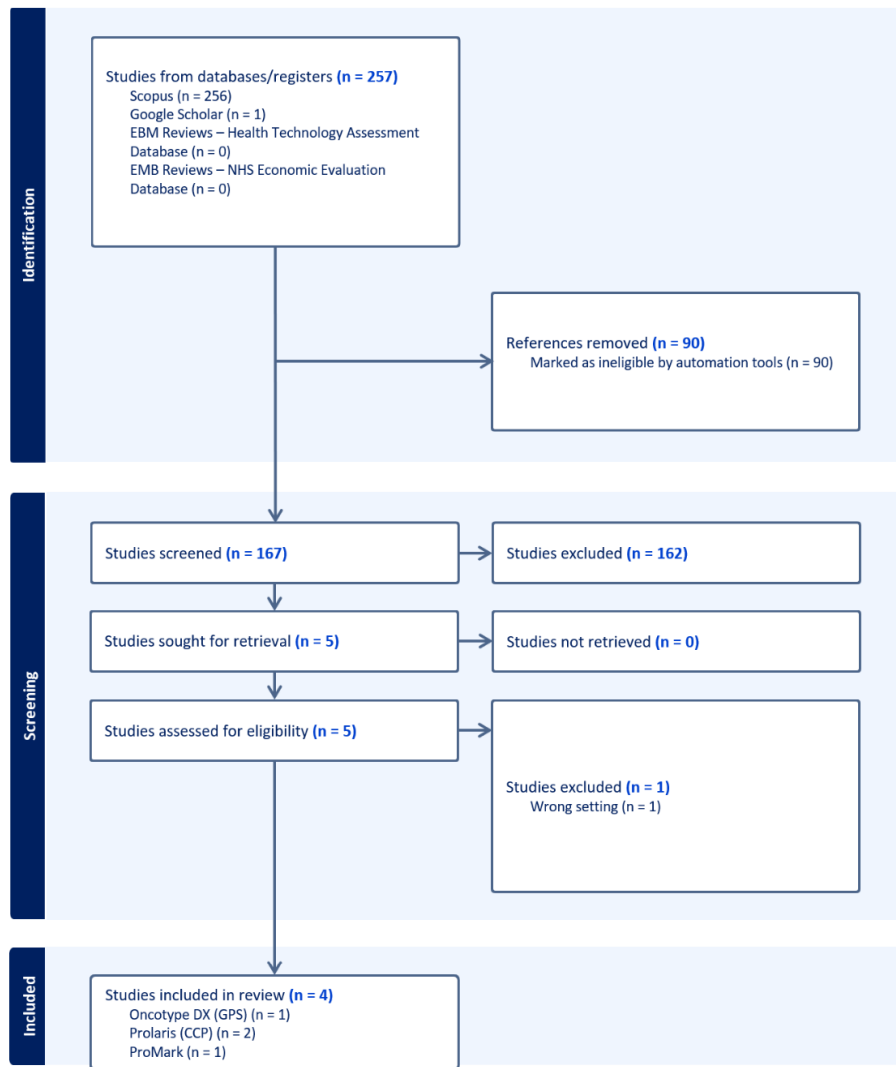 Identification
Studies from databases/registers (n = 257)
Scopus (n = 256)
Google Scholar (n = 1)
EBM Reviews – Health Technology Assessment
Database (n = 0)
EMB Reviews – NHS Economic Evaluation
Database (n = 0)
References removed (n = 90)
Marked as ineligible by automation tools (n = 90)
Screening
Studies screened (n = 167)
Studies excluded (n = 162)
Studies sought for retrieval (n = 5)
Studies not retrieved (n = 0)
Studies assessed for eligibility (n = 5)
Studies excluded (n = 1)
Wrong setting (n = 1)
Included
Studies included in review (n = 4)
Oncotype DX (GPS) (n = 1)
Prolaris (CCP) (n = 2)
ProMark (n = 1)